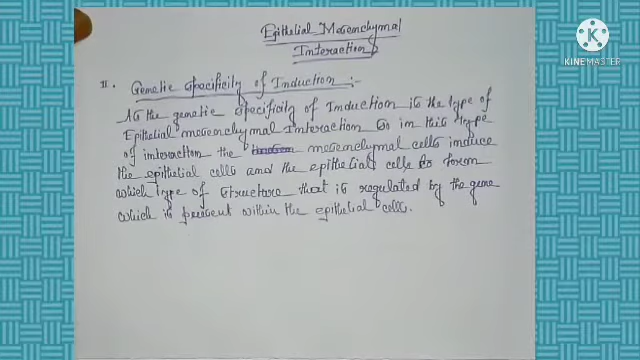 Epithelial Mesenchymal
Interaction
II. Genetic Specificity of Induction :-
As the genetic specificity of Induction is the type of
Epithelial mesenchymal Interaction so in this type
of interaction the mesenchymal cells induce
the epithelial cells and the epithelial cells to form
which type of structure that is regulated by the gene
which is present within the epithelial cells.
K
KINEMASTER